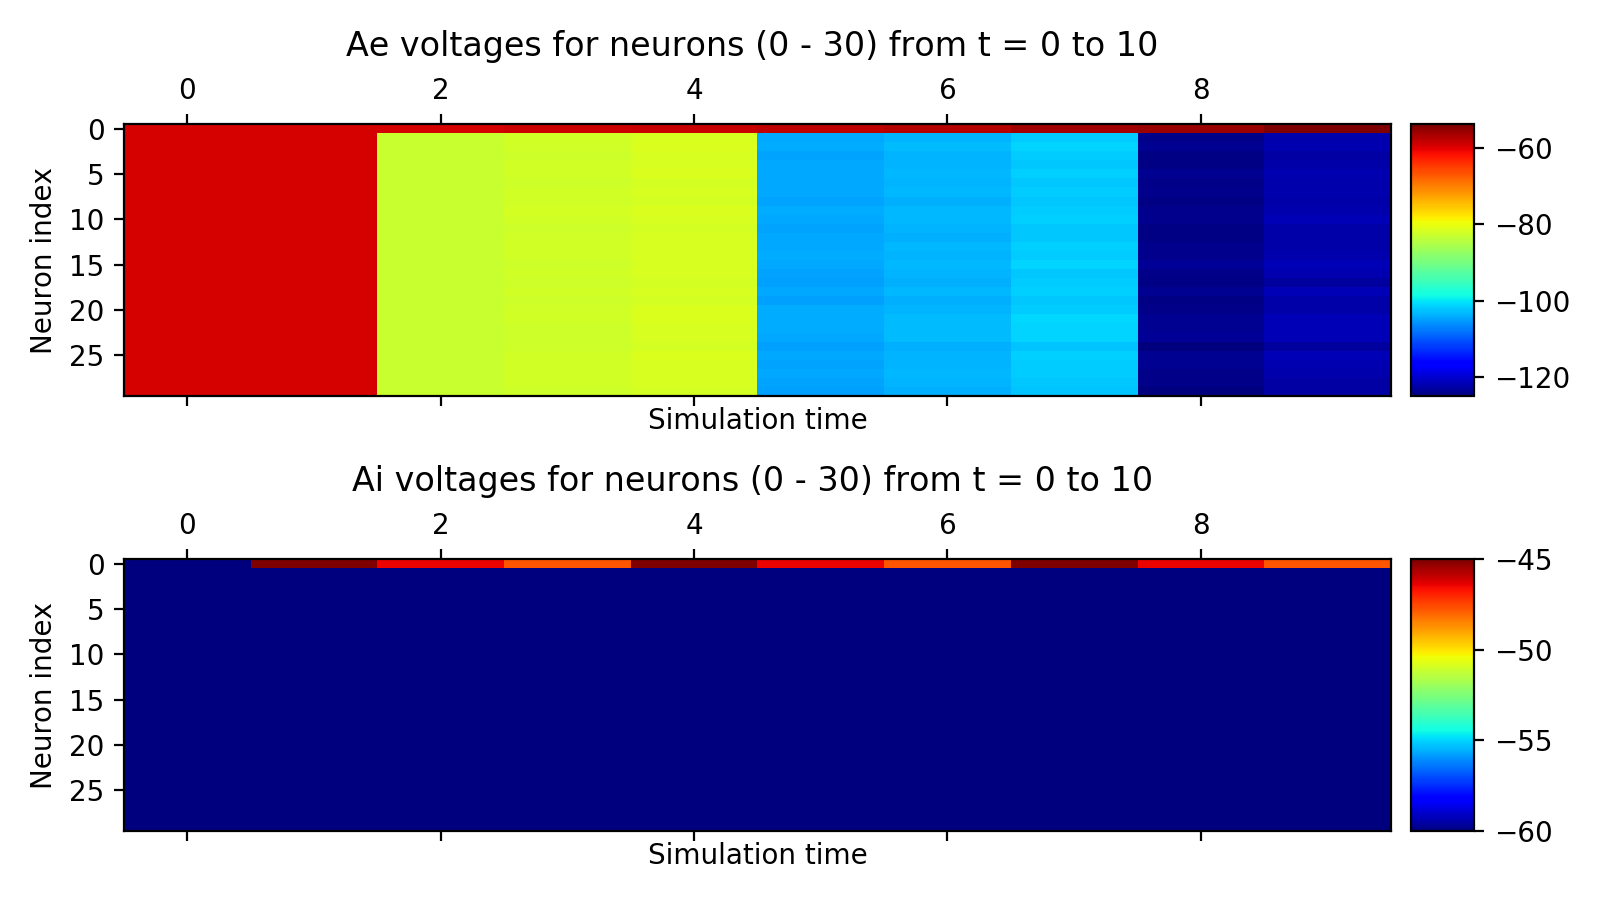 Ae voltages for neurons (0 - 30) from t = 0 to 10
0 2 4 6 8
Neuron index
0
5
10
15
20
25
−60
−80
−100
−120
Simulation time
Ai voltages for neurons (0 - 30) from t = 0 to 10
0 2 4 6 8
Neuron index
0
5
10
15
20
25
−45
−50
−55
−60
Simulation time